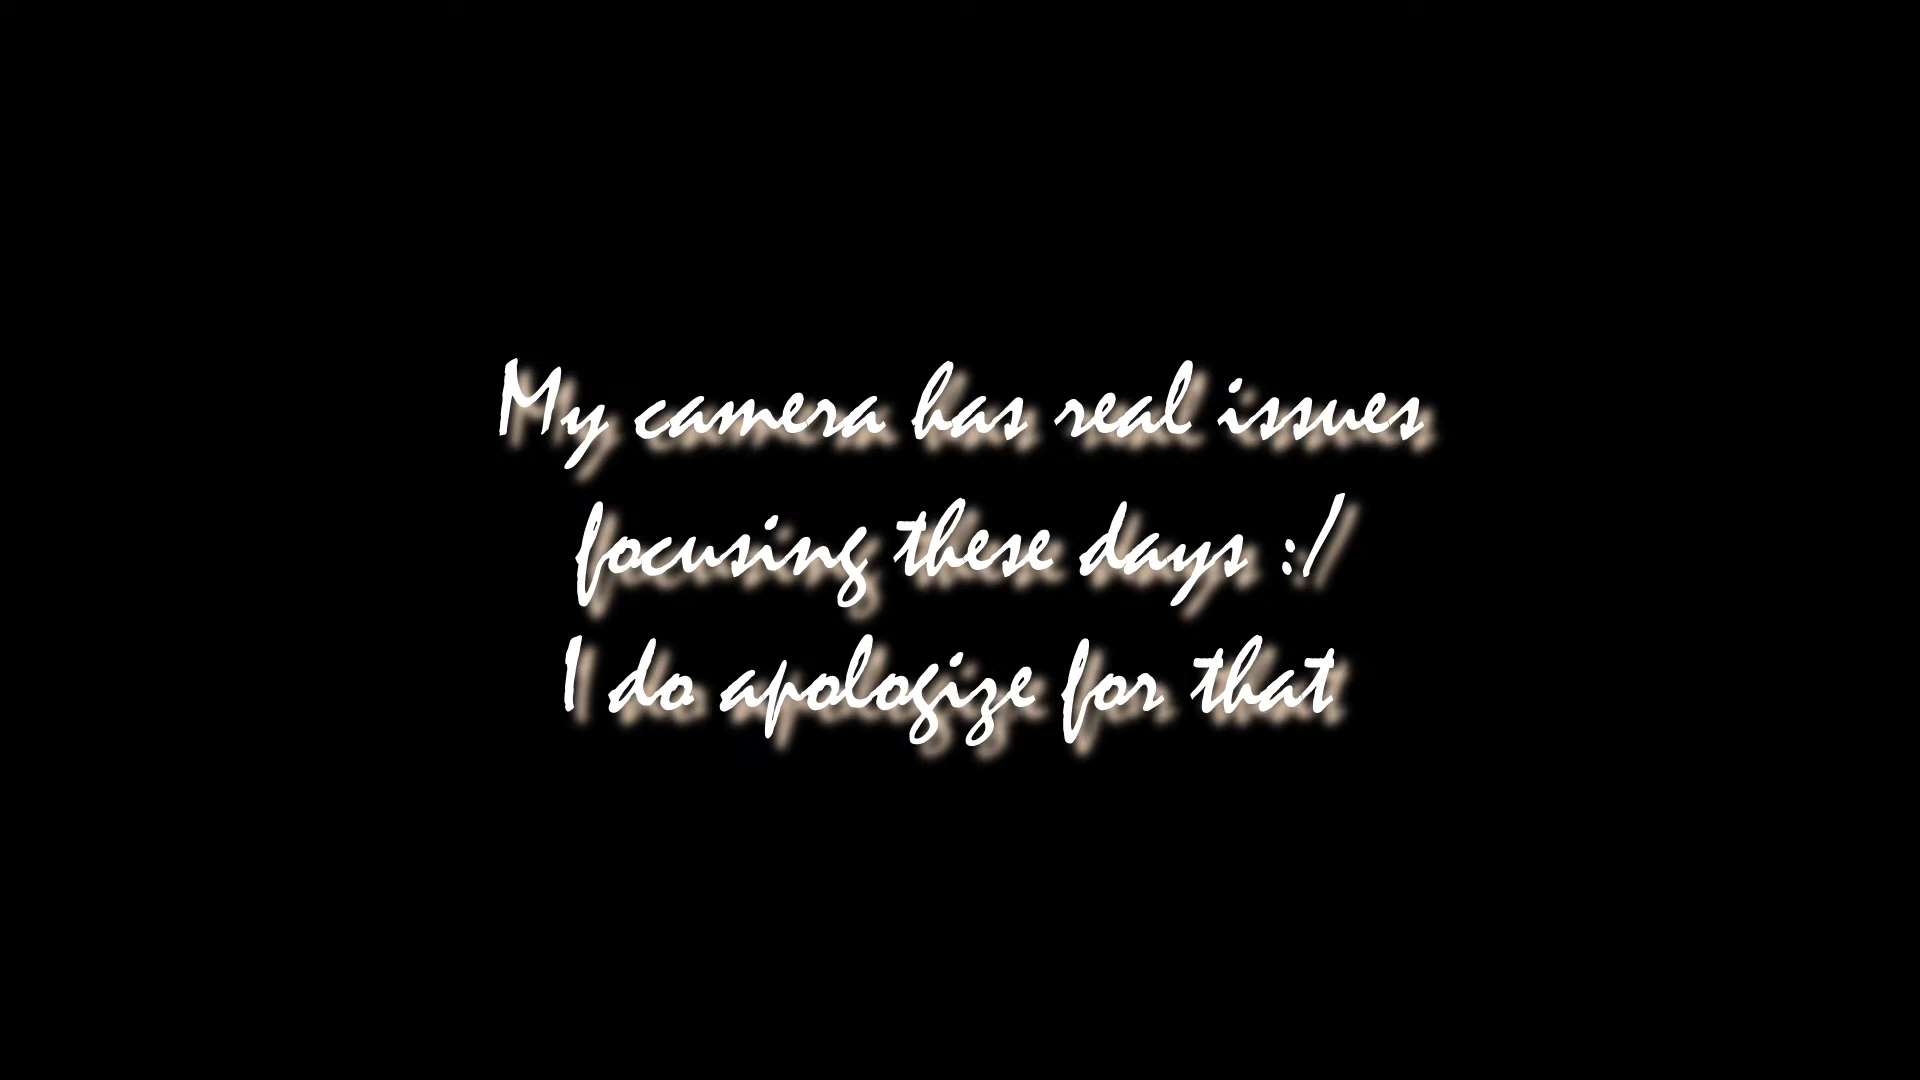 My camera has real issues
focusing these days :/
I do apologize for that